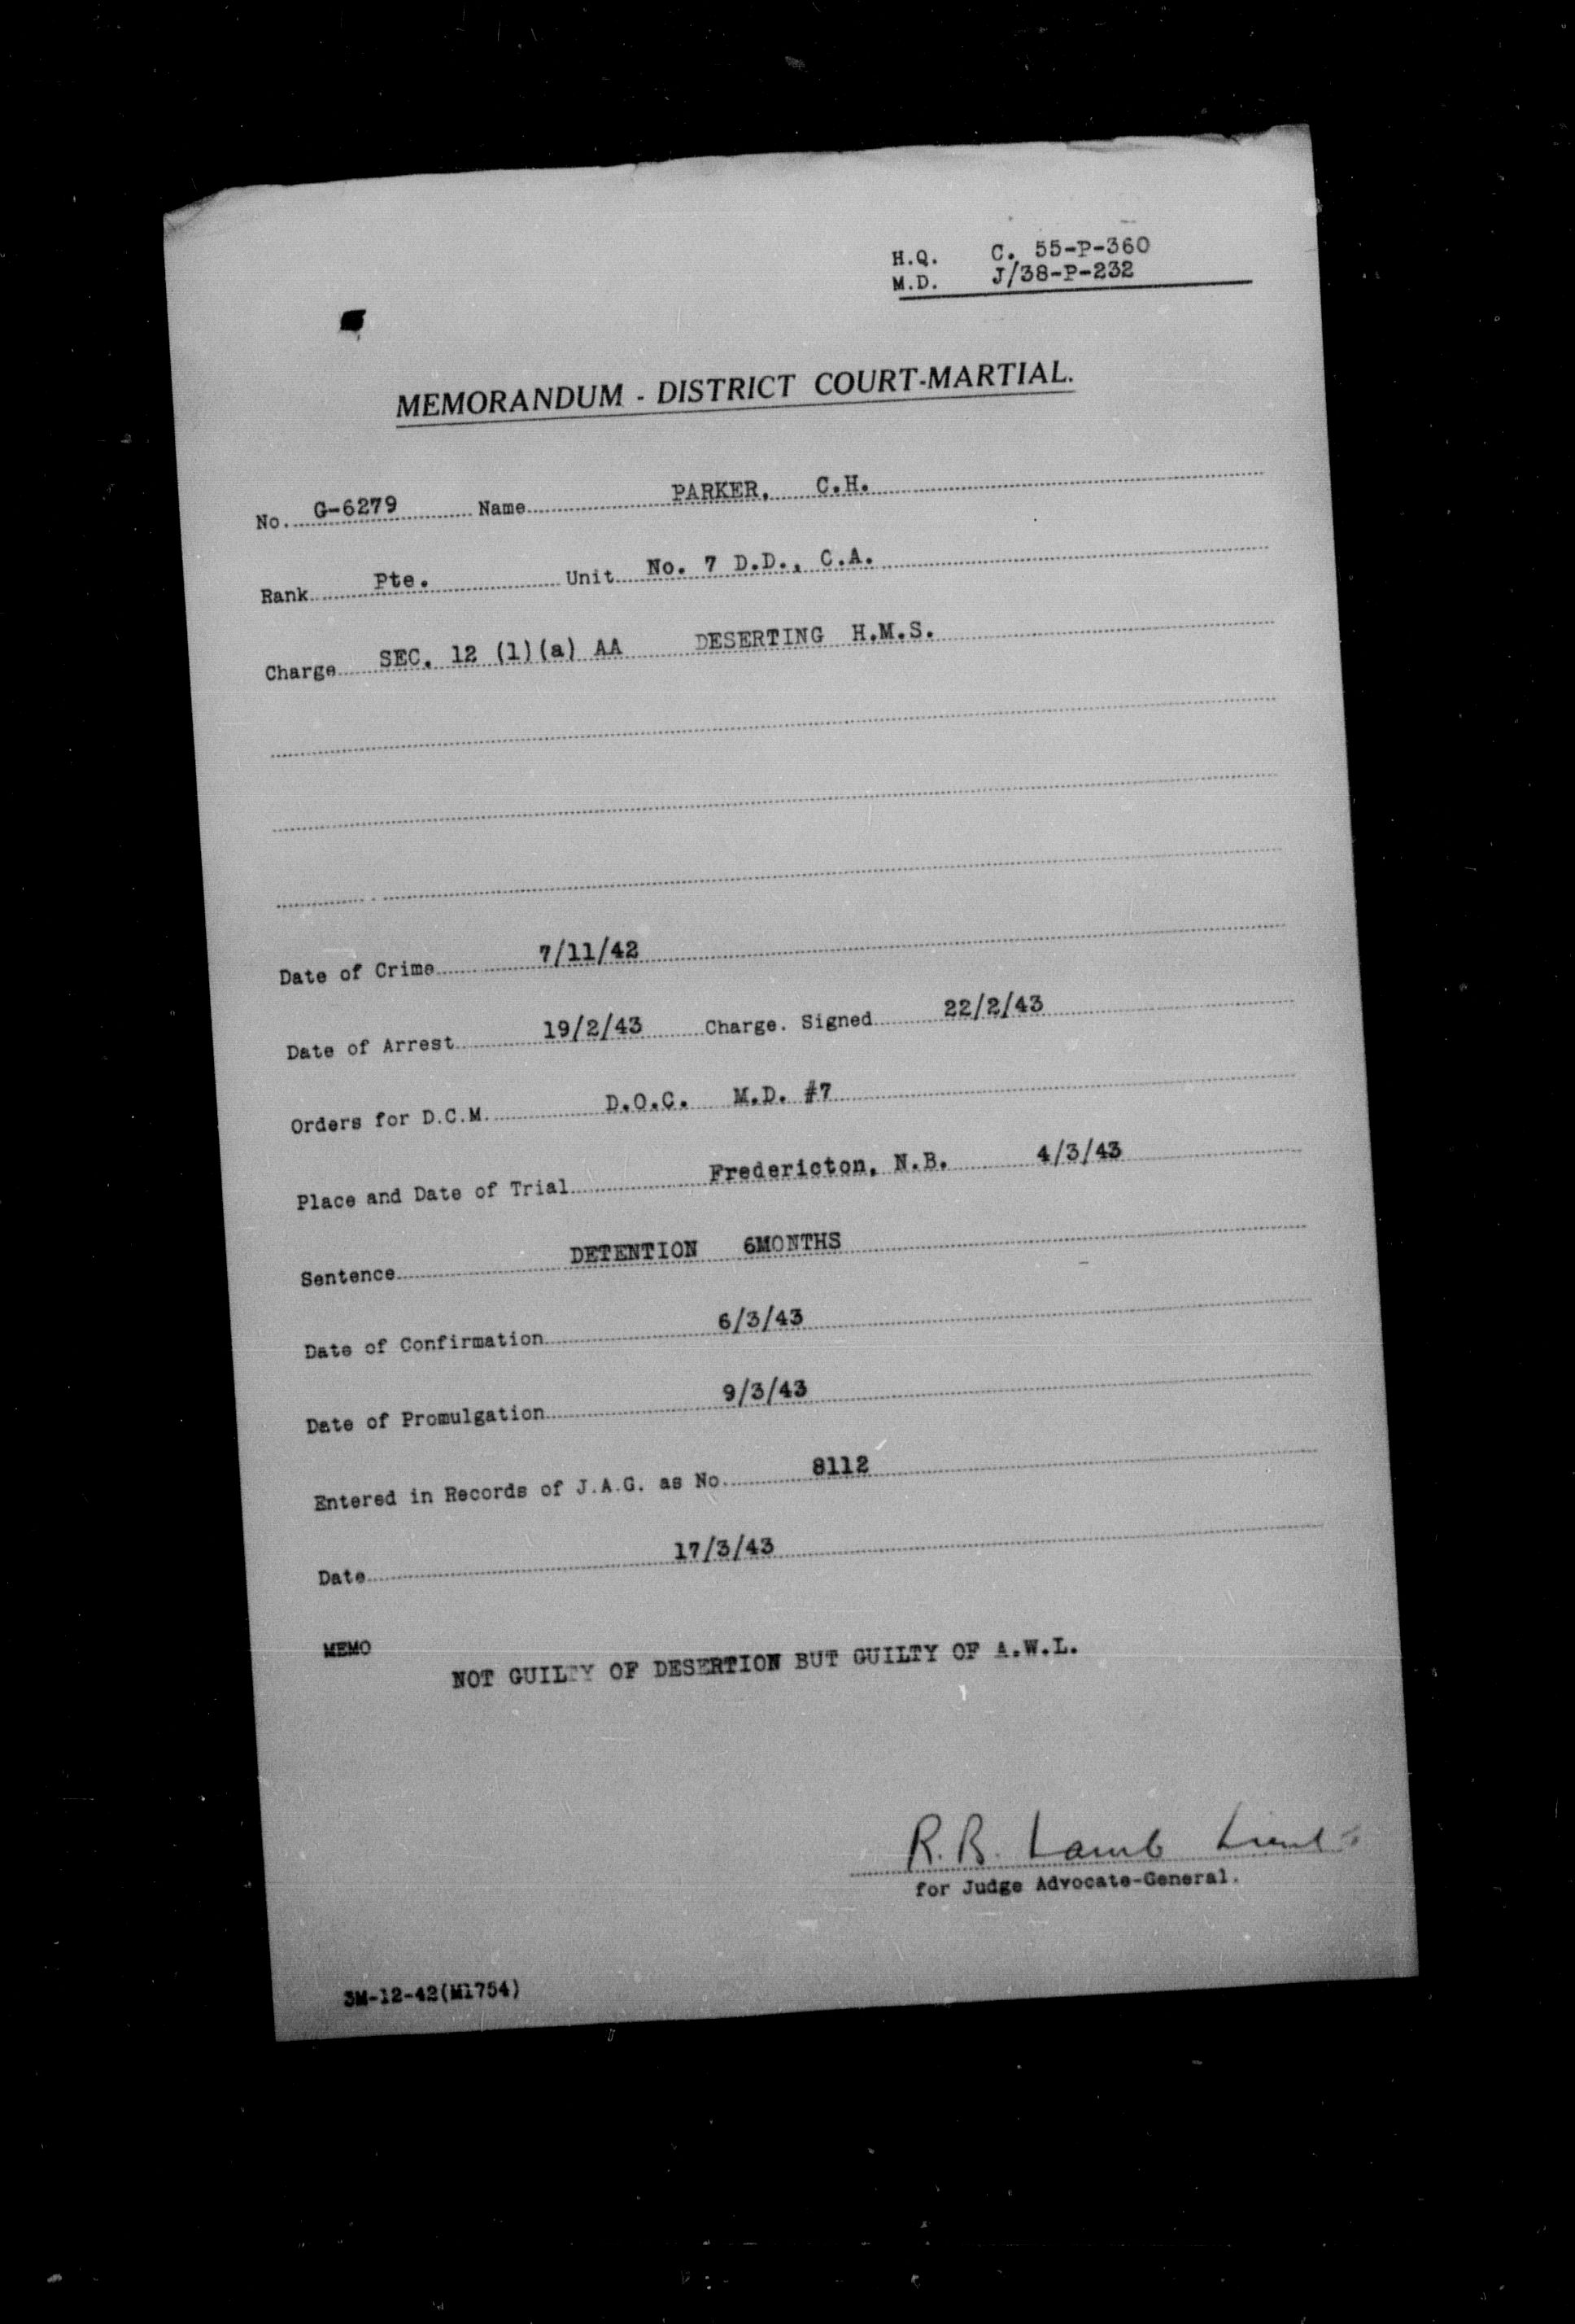 H.Q. C. 55-P-360
M.D. J/38-P-232
MEMORANDUM - DISTRICT COURT-MARTIAL.
No. G-6279 Name PARKER, C.H.
Rank Pte. Unit No. 7 D.D., C.A.
Charge SEC. 12 (1)(a) AA DESERTING H.M.S.
Date of Crime 7/11/42
Date of Arrest 19/2/43 Charge. Signed 22/2/43
Orders for D.C.M. D.O.C. M.D. #7
Place and Date of Trial Fredericton, N.B. 4/3/43
Sentence DETENTION 6MONTHS
Date of Confirmation 6/3/43
Date of Promulgation 9/3/43
Entered in Records of J.A.G. as No. 8112
Date 17/3/43
MEMO
NOT GUILTY OF DESERTION BUT GUILTY OF A.W.L.
R.B. Lamb Lieut
for Judge Advocate-General.
3M-12-42(M1754)